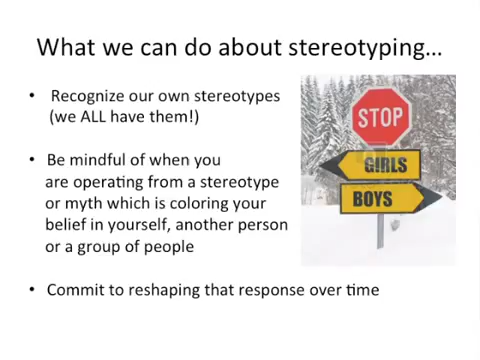 What we can do about stereotyping…
• Recognize our own stereotypes
(we ALL have them!)
• Be mindful of when you
are operating from a stereotype
or myth which is coloring your
belief in yourself, another person
or a group of people
• Commit to reshaping that response over time
STOP
GIRLS
BOYS